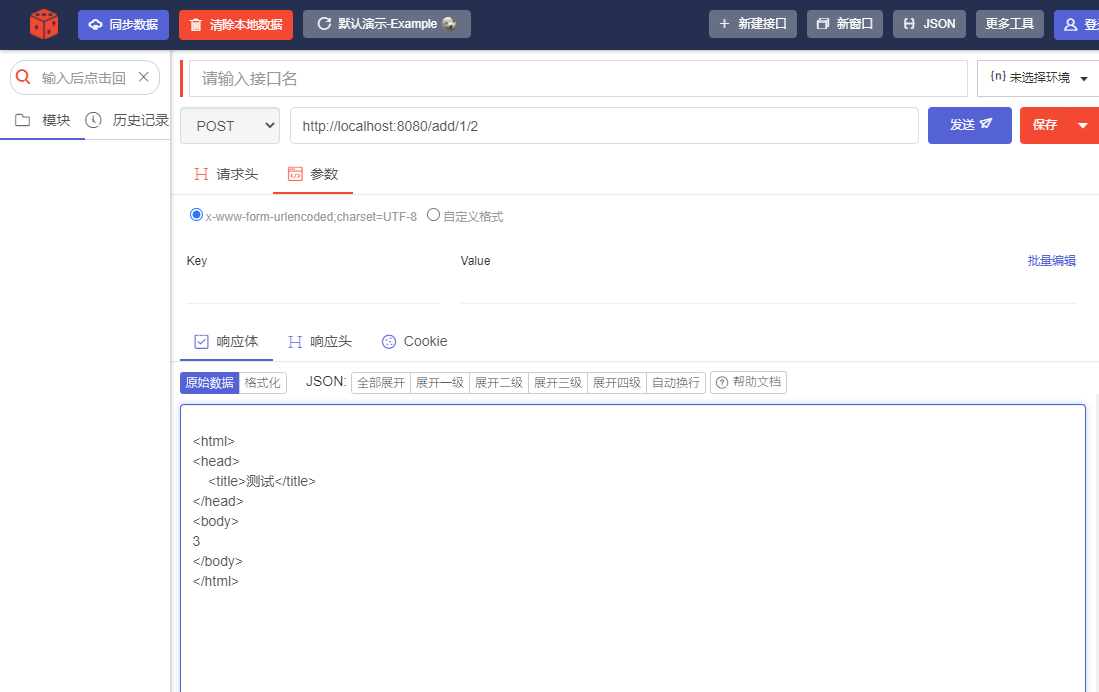 同步数据 清除本地数据 默认演示-Example + 新建接口 新窗口 JSON 更多工具
输入后点击回 请输入接口名 {n} 未选择环境
模块 历史记录 POST http://localhost:8080/add/1/2 发送 保存
请求头 参数
x-www-form-urlencoded;charset=UTF-8 自定义格式
Key Value 批量编辑
响应体 响应头 Cookie
原始数据 格式化 JSON: 全部展开 展开一级 展开二级 展开三级 展开四级 自动换行 帮助文档
<html>
<head>
<title>测试</title>
</head>
<body>
3
</body>
</html>